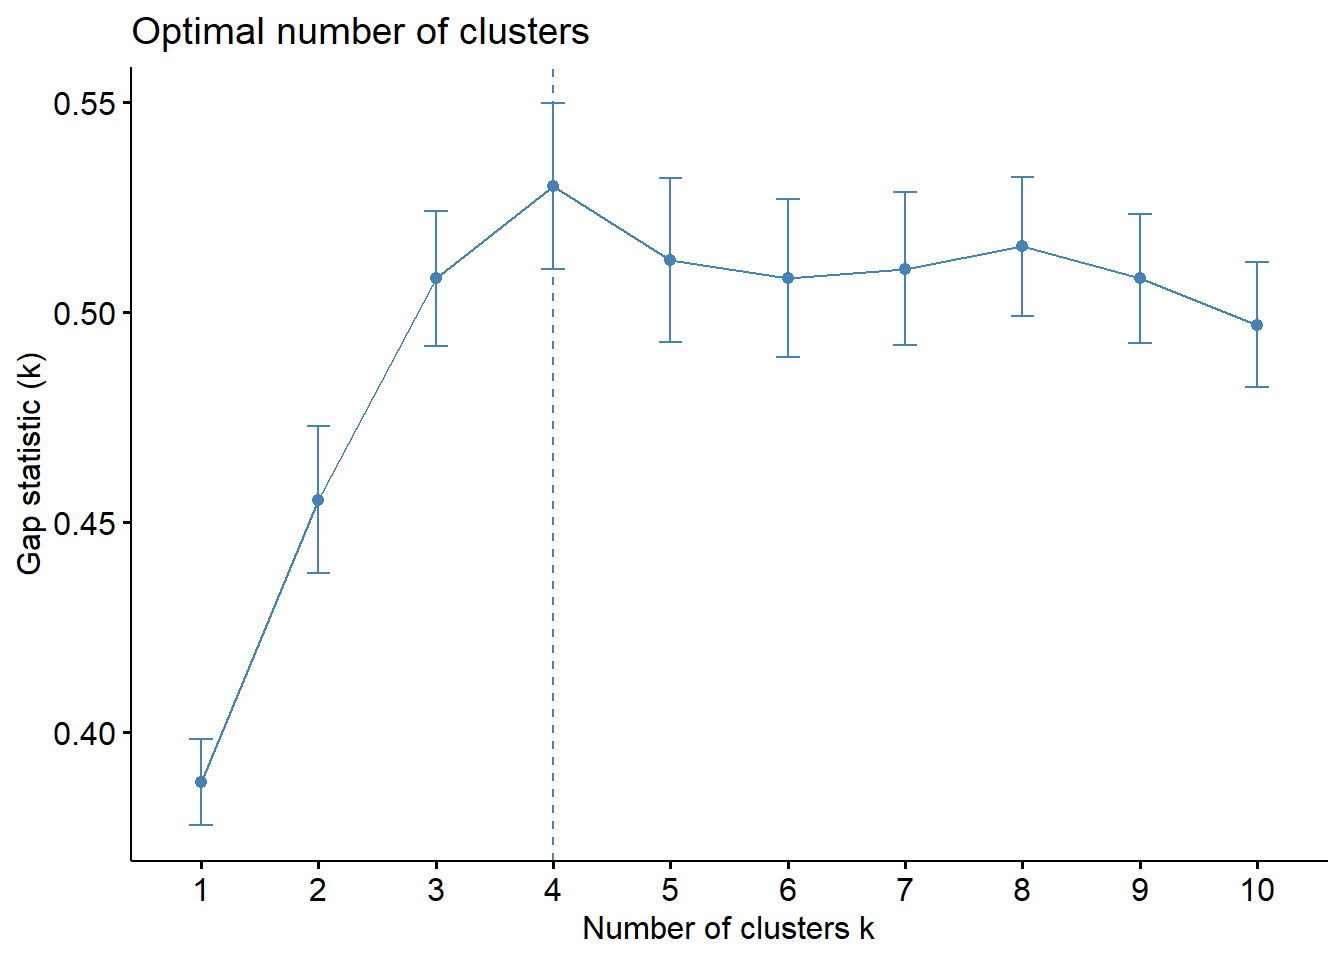 Optimal number of clusters
0.55
0.50
0.45
0.40
Gap statistic (k)
1 2 3 4 5 6 7 8 9 10
Number of clusters k